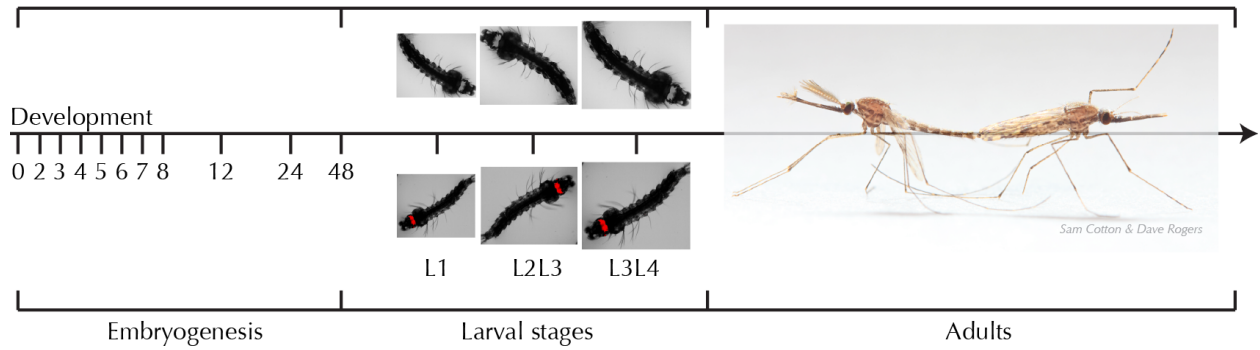 Development
0 2 3 4 5 6 7 8 12 24 48
Sam Cotton & Dave Rogers
L1 L2L3 L3L4
Embryogenesis Larval stages Adults